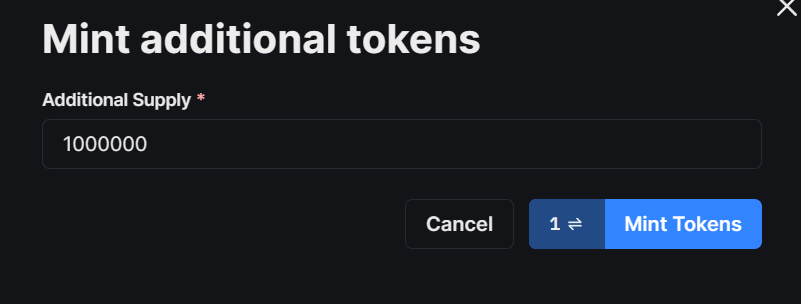 Mint additional tokens
Additional Supply *
1000000
Cancel
1 ⇌ Mint Tokens